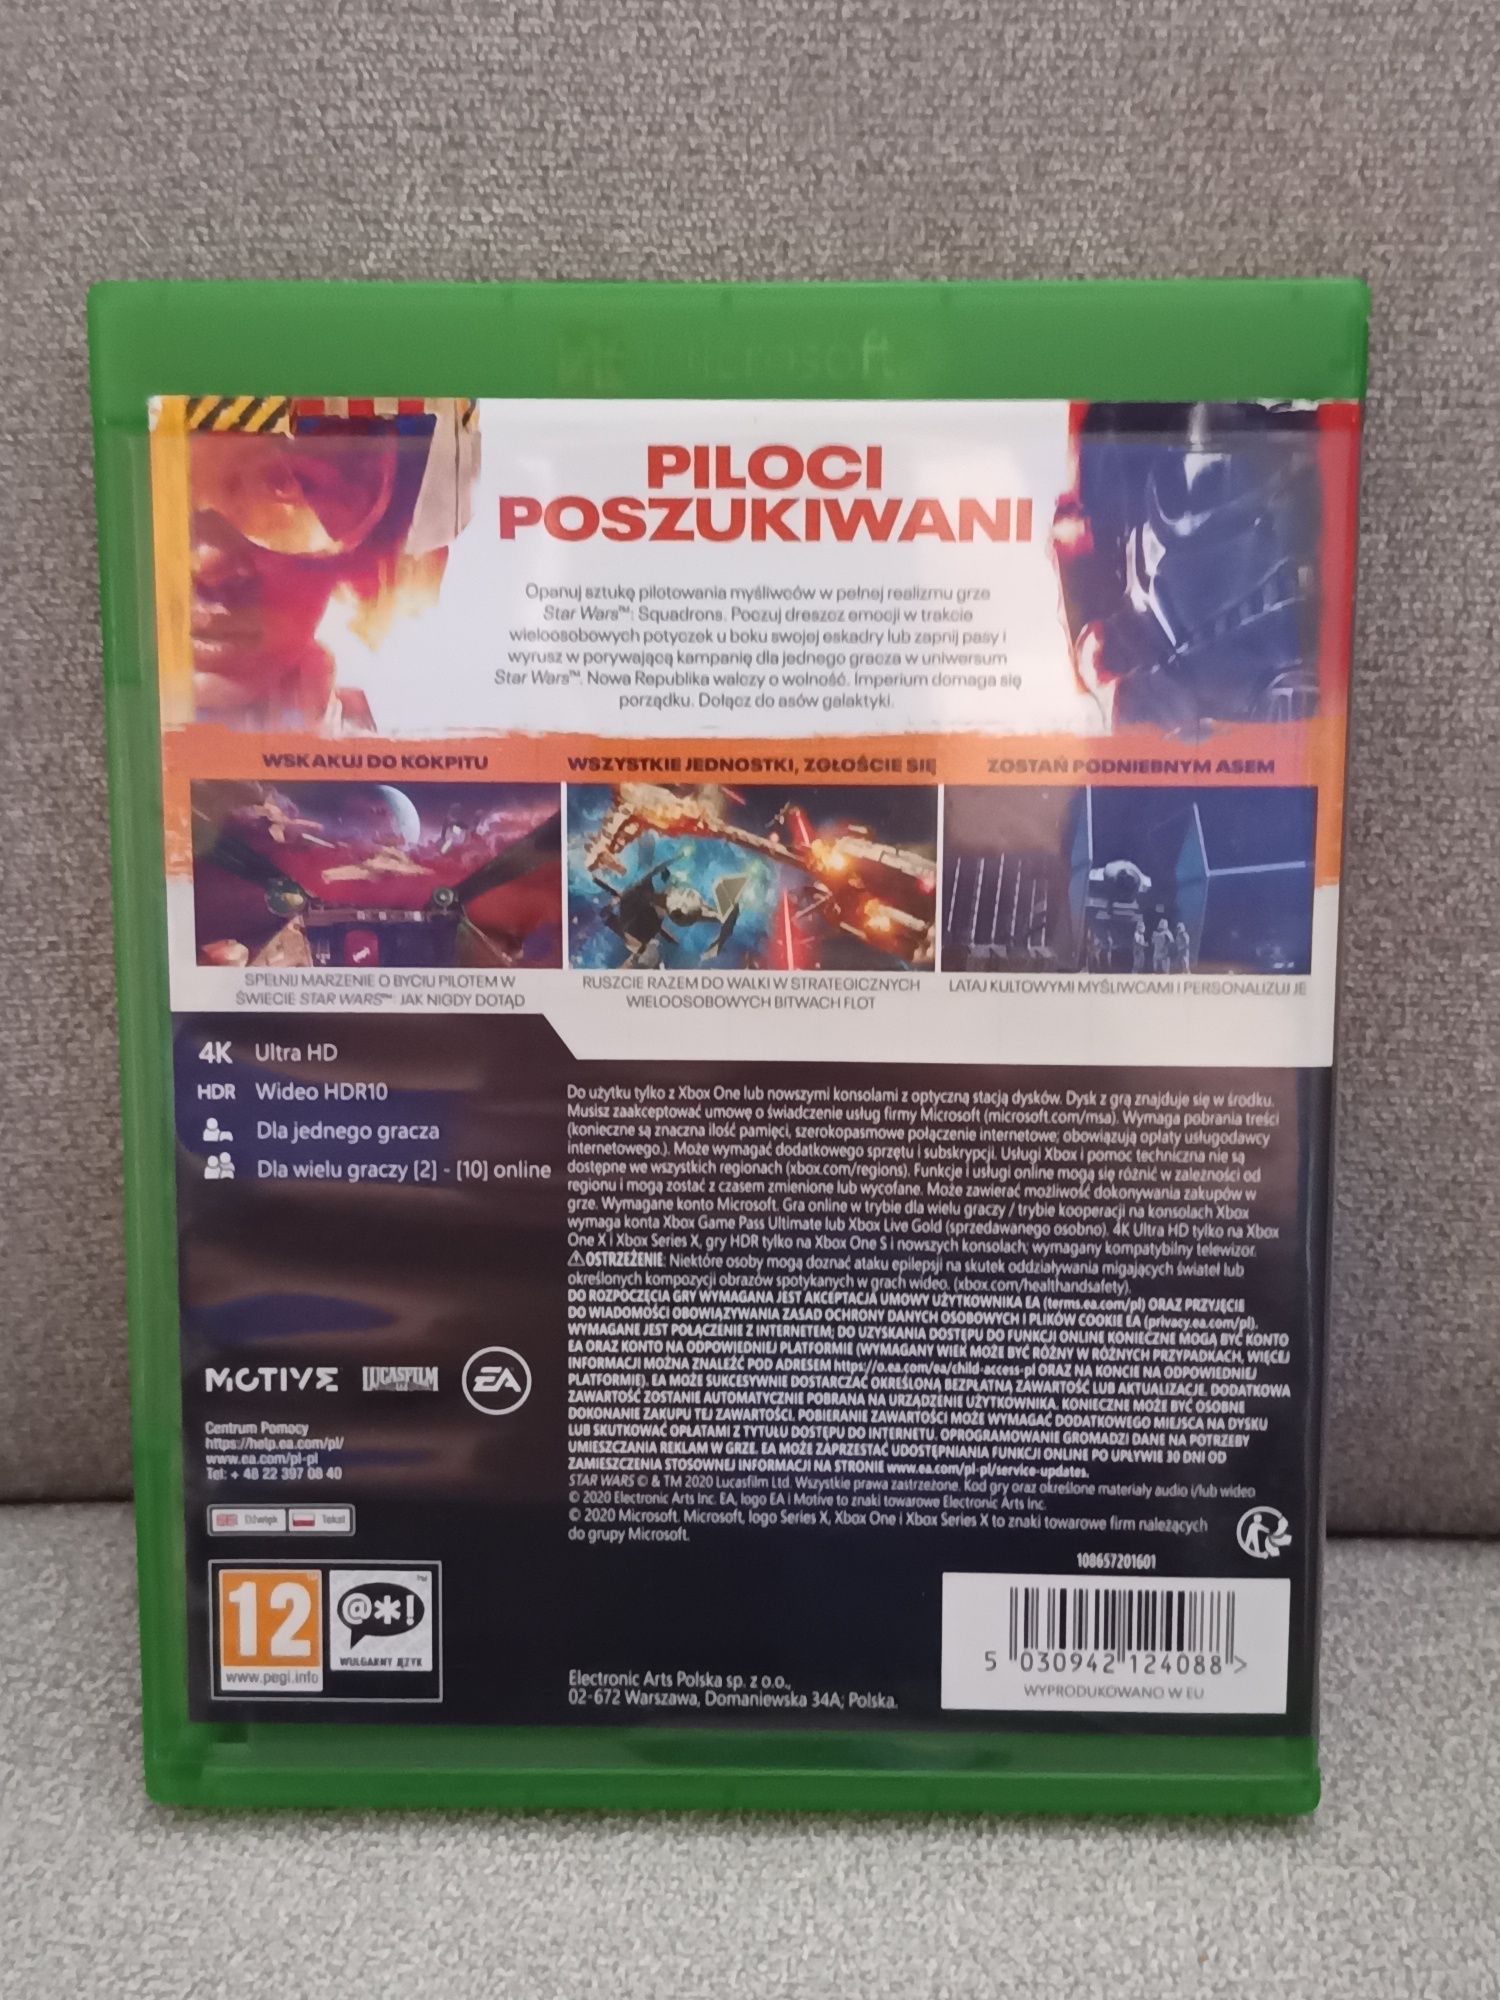 Microsoft
PILOCI
POSZUKIWANI
Opanuj sztukę pilotowania myśliwców w pełnej realizmu grze
Star Wars™: Squadrons. Poczuj dreszcz emocji w trakcie
wieloosobowych potyczek u boku swojej eskadry lub zapnij pasy i
wyrusz w porywającą kampanię dla jednego gracza w uniwersum
Star Wars™. Nowa Republika walczy o wolność. Imperium domaga się
porządku. Dołącz do asów galaktyki.
WSKAKUJ DO KOKPITU
WSZYSTKIE JEDNOSTKI, ZGŁOŚCIE SIĘ
ZOSTAŃ PODNIEBNYM ASEM
SPEŁNIJ MARZENIE O BYCIU PILOTEM W
ŚWIECIE STAR WARS™ JAK NIGDY DOTĄD
RUSZCIE RAZEM DO WALKI W STRATEGICZNYCH
WIELOOSOBOWYCH BITWACH FLOT
LATAJ KULTOWYMI MYŚLIWCAMI I PERSONALIZUJ JE
4K Ultra HD
HDR Wideo HDR10
Dla jednego gracza
Dla wielu graczy [2] - [10] online
Do użytku tylko z Xbox One lub nowszymi konsolami z optyczną stacją dysków. Dysk z grą znajduje się w środku.
Musisz zaakceptować umowę o świadczenie usług firmy Microsoft (microsoft.com/msa). Wymaga pobrania treści
(konieczne są znaczna ilość pamięci, szerokopasmowe połączenie internetowe; obowiązują opłaty usługodawcy
internetowego.). Może wymagać dodatkowego sprzętu i subskrypcji. Usługi Xbox i pomoc techniczna nie są
dostępne we wszystkich regionach (xbox.com/regions). Funkcje i usługi online mogą się różnić w zależności od
regionu i mogą zostać z czasem zmienione lub wycofane. Może zawierać możliwość dokonywania zakupów w
grze. Wymagane konto Microsoft. Gra online w trybie dla wielu graczy / trybie kooperacji na konsolach Xbox
wymaga konta Xbox Game Pass Ultimate lub Xbox Live Gold (sprzedawanego osobno). 4K Ultra HD tylko na Xbox
One X i Xbox Series X, gry HDR tylko na Xbox One S i nowszych konsolach; wymagany kompatybilny telewizor.
⚠OSTRZEŻENIE: Niektóre osoby mogą doznać ataku epilepsji na skutek oddziaływania migających świateł lub
określonych kompozycji obrazów spotykanych w grach wideo. (xbox.com/healthandsafety).
DO ROZPOCZĘCIA GRY WYMAGANA JEST AKCEPTACJA UMOWY UŻYTKOWNIKA EA (terms.ea.com/pl) ORAZ PRZYJĘCIE
DO WIADOMOŚCI OBOWIĄZYWANIA ZASAD OCHRONY DANYCH OSOBOWYCH I PLIKÓW COOKIE EA (privacy.ea.com/pl).
WYMAGANE JEST POŁĄCZENIE Z INTERNETEM; DO UZYSKANIA DOSTĘPU DO FUNKCJI ONLINE KONIECZNE MOGĄ BYĆ KONTO
EA ORAZ KONTO NA ODPOWIEDNIEJ PLATFORMIE (WYMAGANY WIEK MOŻE BYĆ RÓŻNY W RÓŻNYCH PRZYPADKACH, WIĘCEJ
INFORMACJI MOŻNA ZNALEŹĆ POD ADRESEM https://o.ea.com/ea/child-access-pl ORAZ NA KONCIE NA ODPOWIEDNIEJ
PLATFORMIE). EA MOŻE SUKCESYWNIE DOSTARCZAĆ OKREŚLONĄ BEZPŁATNĄ ZAWARTOŚĆ LUB AKTUALIZACJE. DODATKOWA
ZAWARTOŚĆ ZOSTANIE AUTOMATYCZNIE POBRANA NA URZĄDZENIE UŻYTKOWNIKA. KONIECZNE MOŻE BYĆ OSOBNE
DOKONANIE ZAKUPU TEJ ZAWARTOŚCI. POBIERANIE ZAWARTOŚCI MOŻE WYMAGAĆ DODATKOWEGO MIEJSCA NA DYSKU
LUB SKUTKOWAĆ OPŁATAMI Z TYTUŁU DOSTĘPU DO INTERNETU. OPROGRAMOWANIE GROMADZI DANE NA POTRZEBY
UMIESZCZANIA REKLAM W GRZE. EA MOŻE ZAPRZESTAĆ UDOSTĘPNIANIA FUNKCJI ONLINE PO UPŁYWIE 30 DNI OD
ZAMIESZCZENIA STOSOWNEJ INFORMACJI NA STRONIE www.ea.com/pl-pl/service-updates.
STAR WARS © & TM 2020 Lucasfilm Ltd. Wszystkie prawa zastrzeżone. Kod gry oraz określone materiały audio i/lub wideo
© 2020 Electronic Arts Inc. EA, logo EA i Motive to znaki towarowe Electronic Arts Inc.
© 2020 Microsoft. Microsoft, logo Series X, Xbox One i Xbox Series X to znaki towarowe firm należących
do grupy Microsoft.
MOTIVE LUCASFILM EA
Centrum Pomocy
https://help.ea.com/pl/
www.ea.com/pl-pl
Tel: + 48 22 397 08 40
Dźwięk Tekst
12
www.pegi.info
@*!
WULGARNY JĘZYK
Electronic Arts Polska sp. z o.o.,
02-672 Warszawa, Domaniewska 34A, Polska.
108657201601
5 030942 124088 >
WYPRODUKOWANO W EU